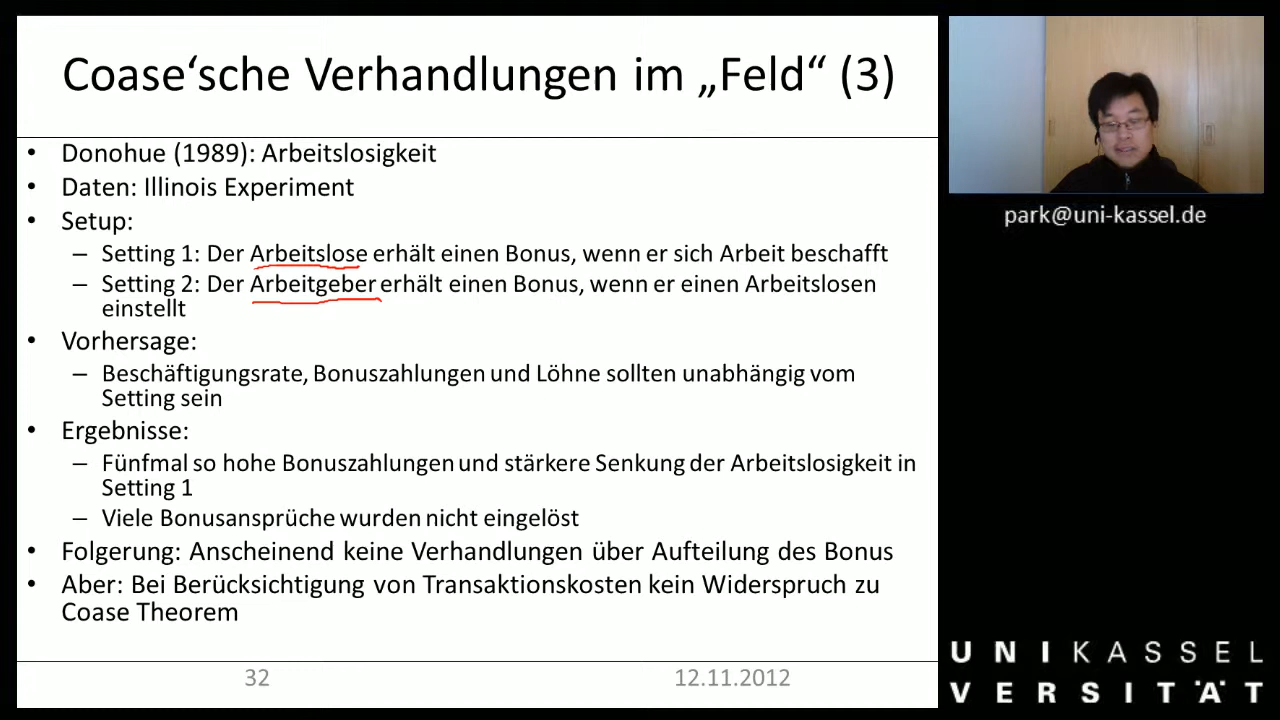 Coase‘sche Verhandlungen im „Feld“ (3)
• Donohue (1989): Arbeitslosigkeit
• Daten: Illinois Experiment
• Setup:
– Setting 1: Der Arbeitslose erhält einen Bonus, wenn er sich Arbeit beschafft
– Setting 2: Der Arbeitgeber erhält einen Bonus, wenn er einen Arbeitslosen
einstellt
• Vorhersage:
– Beschäftigungsrate, Bonuszahlungen und Löhne sollten unabhängig vom
Setting sein
• Ergebnisse:
– Fünfmal so hohe Bonuszahlungen und stärkere Senkung der Arbeitslosigkeit in
Setting 1
– Viele Bonusansprüche wurden nicht eingelöst
• Folgerung: Anscheinend keine Verhandlungen über Aufteilung des Bonus
• Aber: Bei Berücksichtigung von Transaktionskosten kein Widerspruch zu
Coase Theorem
32
12.11.2012
park@uni-kassel.de
UNIKASSEL
VERSITÄT